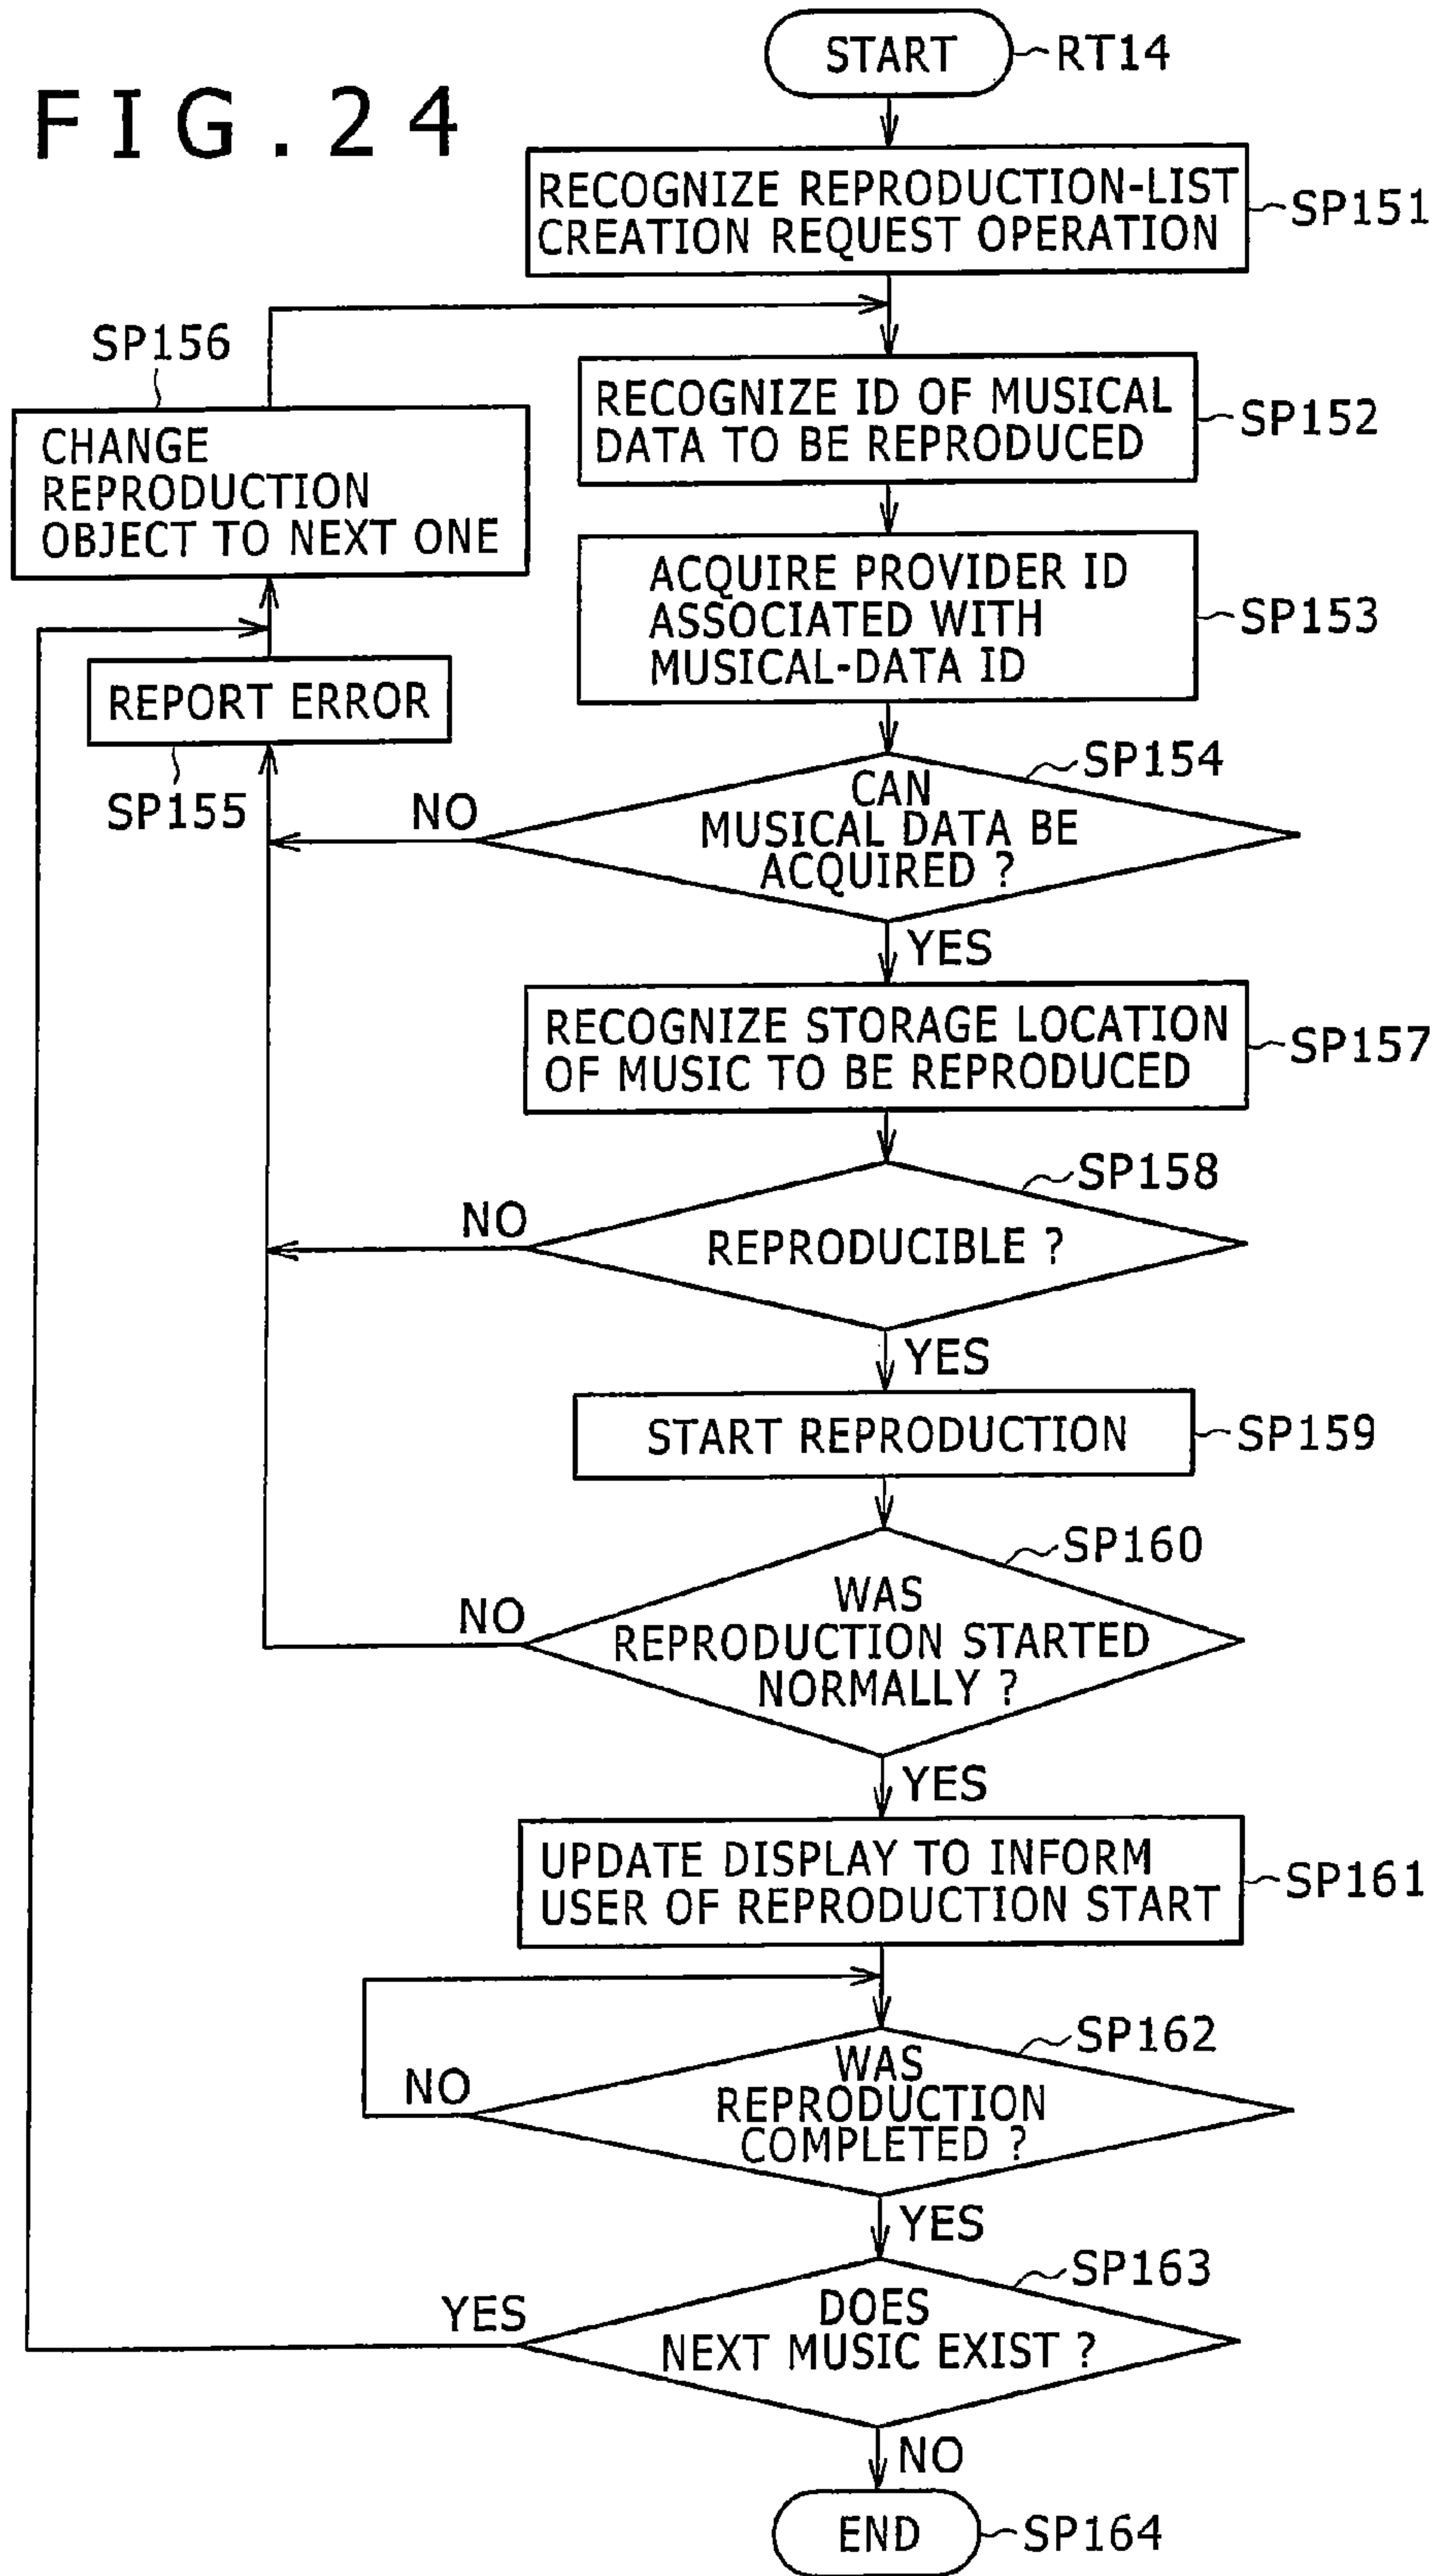 FIG.24
START
RT14
RECOGNIZE REPRODUCTION-LIST
CREATION REQUEST OPERATION
SP151
SP156
CHANGE
REPRODUCTION
OBJECT TO NEXT ONE
RECOGNIZE ID OF MUSICAL
DATA TO BE REPRODUCED
SP152
ACQUIRE PROVIDER ID
ASSOCIATED WITH
MUSICAL-DATA ID
SP153
REPORT ERROR
SP155
SP154
CAN
MUSICAL DATA BE
ACQUIRED ?
NO
YES
RECOGNIZE STORAGE LOCATION
OF MUSIC TO BE REPRODUCED
SP157
SP158
REPRODUCIBLE ?
NO
YES
START REPRODUCTION
SP159
SP160
WAS
REPRODUCTION STARTED
NORMALLY ?
NO
YES
UPDATE DISPLAY TO INFORM
USER OF REPRODUCTION START
SP161
SP162
WAS
REPRODUCTION
COMPLETED ?
NO
YES
SP163
DOES
NEXT MUSIC EXIST ?
YES
NO
END
SP164